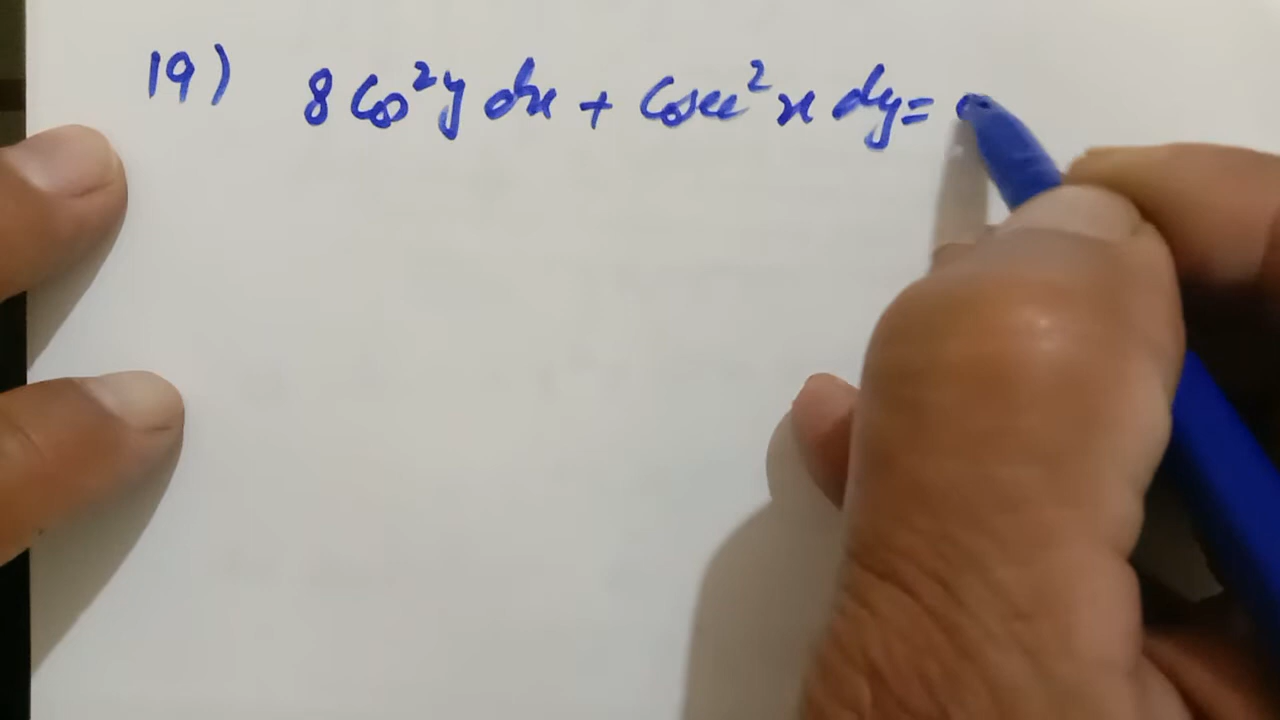 19) 8 Cos²y dx + Cosec²x dy =